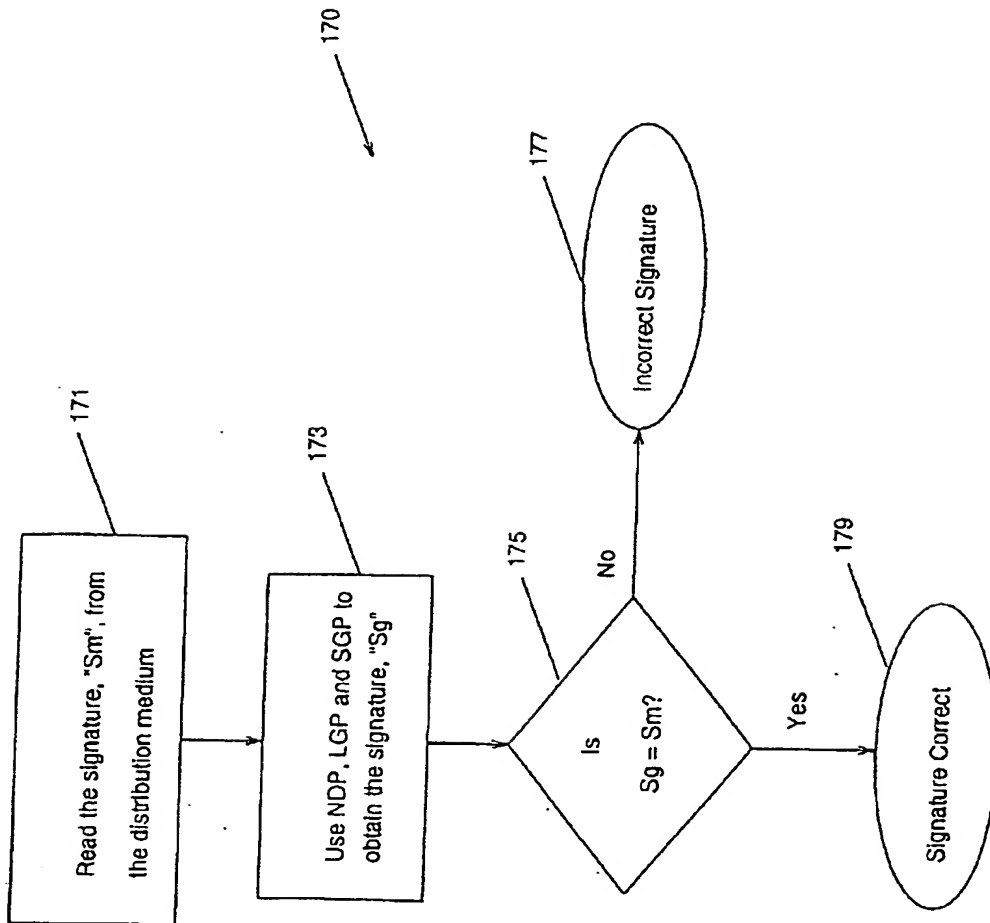 170
171
Read the signature, "Sm", from
the distribution medium
173
Use NDP, LGP and SGP to
obtain the signature, "Sg"
175
Is
Sg = Sm?
No
177
Incorrect Signature
Yes
179
Signature Correct